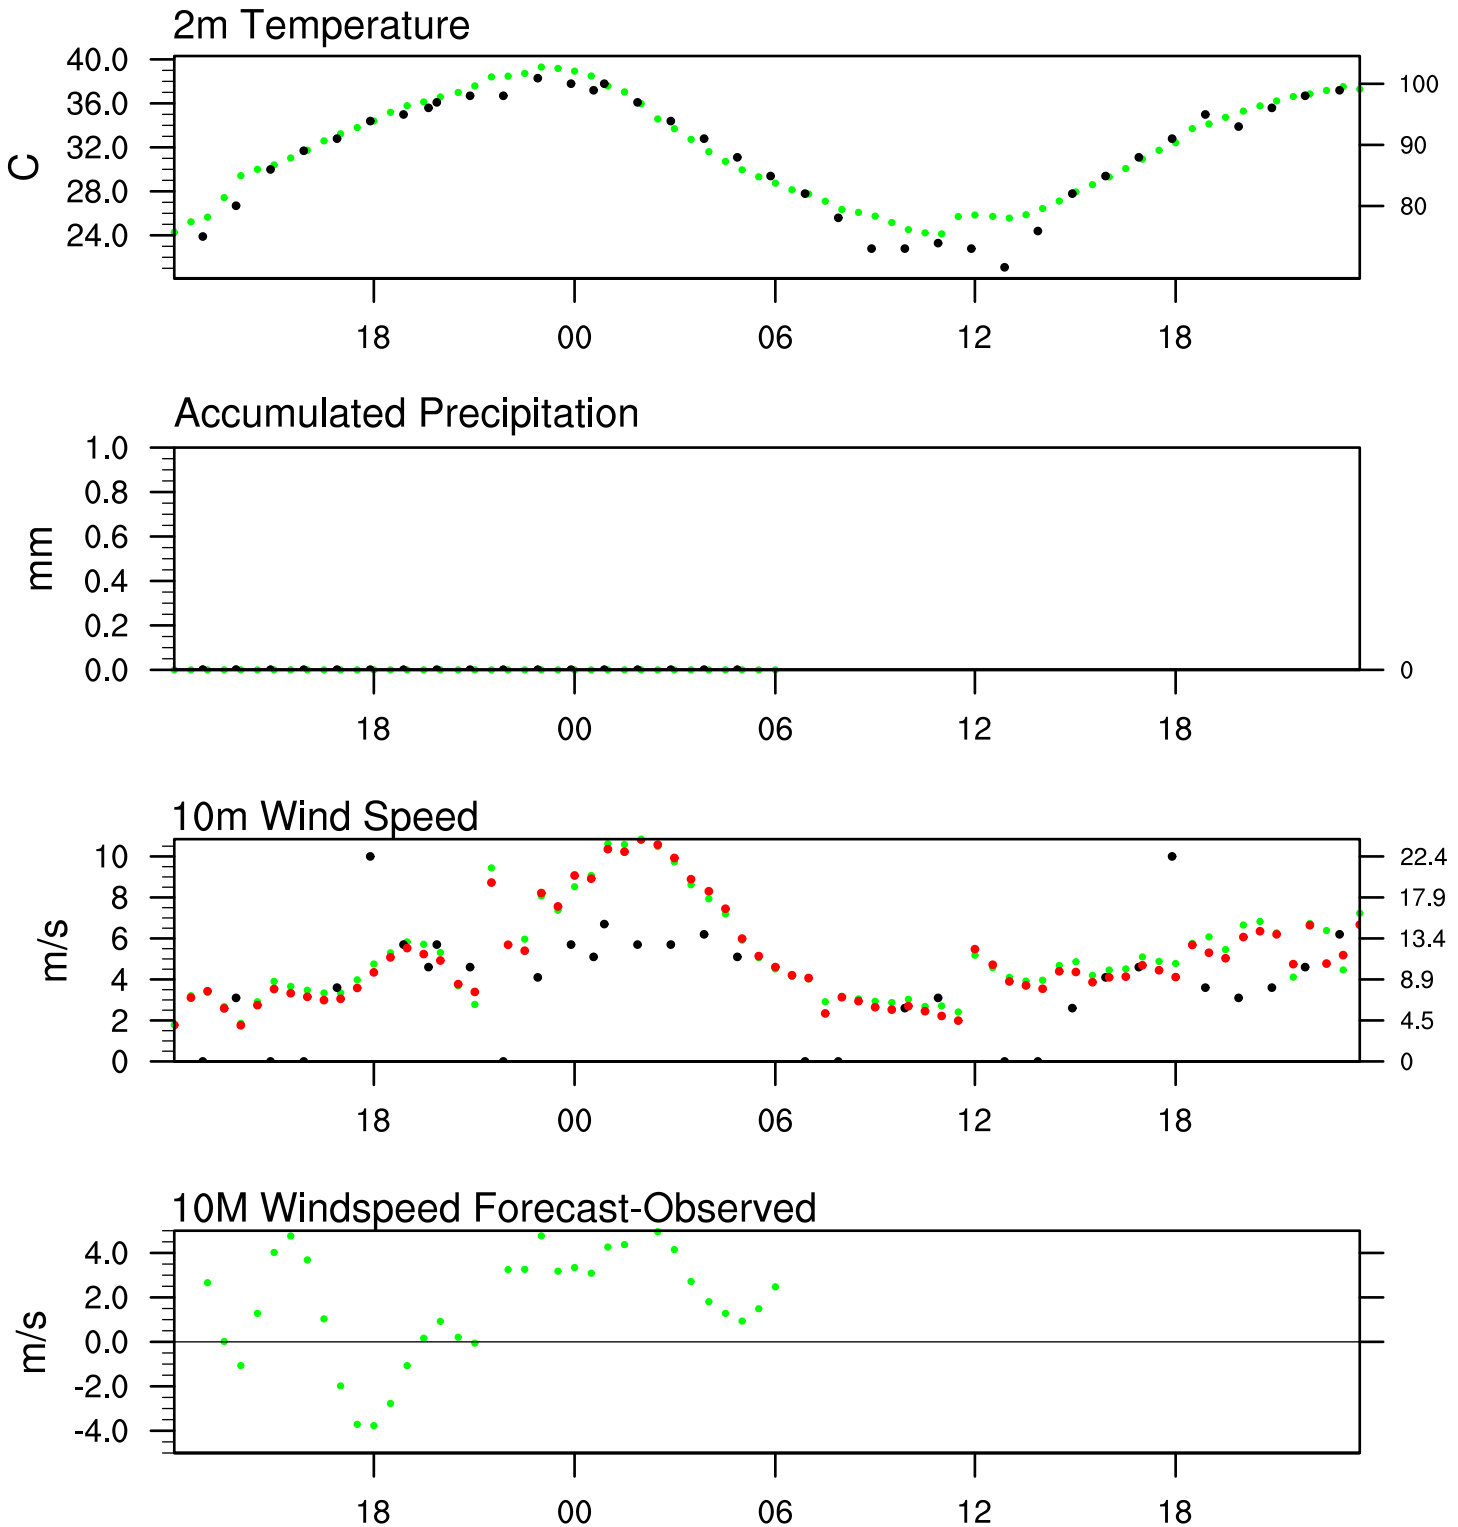 2m Temperature
40.0
36.0
32.0
28.0
24.0
C
100
90
80
18 00 06 12 18
Accumulated Precipitation
1.0
0.8
0.6
0.4
0.2
0.0
mm
0
18 00 06 12 18
10m Wind Speed
10
8
6
4
2
0
m/s
22.4
17.9
13.4
8.9
4.5
0
18 00 06 12 18
10M Windspeed Forecast-Observed
4.0
2.0
0.0
-2.0
-4.0
m/s
18 00 06 12 18